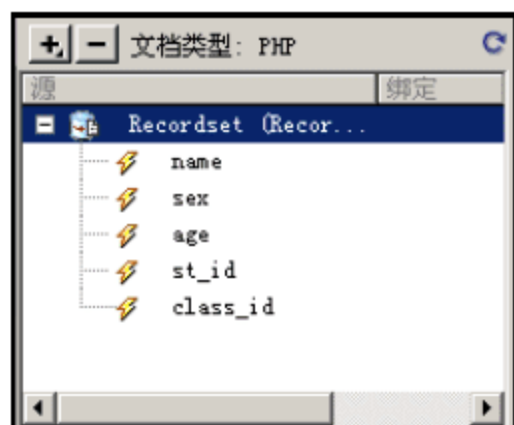 文档类型: PHP
源 绑定
Recordset (Recor...
name
sex
age
st_id
class_id